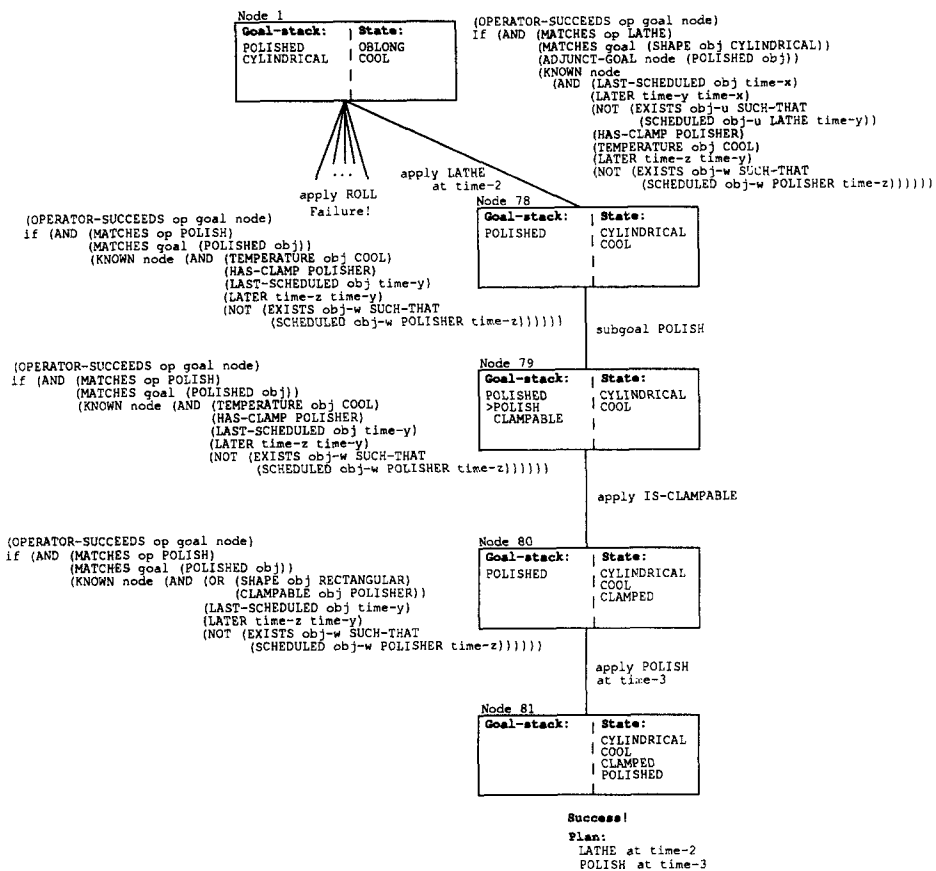 Node 1
Goal-stack: State:
POLISHED OBLONG
CYLINDRICAL COOL
(OPERATOR-SUCCEEDS op goal node)
if (AND (MATCHES op LATHE)
(MATCHES goal (SHAPE obj CYLINDRICAL))
(ADJUNCT-GOAL node (POLISHED obj))
(KNOWN node
(AND (LAST-SCHEDULED obj time-x)
(LATER time-y time-x)
(NOT (EXISTS obj-u SUCH-THAT
(SCHEDULED obj-u LATHE time-y))
(HAS-CLAMP POLISHER)
(TEMPERATURE obj COOL)
(LATER time-z time-y)
(NOT (EXISTS obj-w SUCH-THAT
(SCHEDULED obj-w POLISHER time-z))))))
...
apply ROLL
Failure!
apply LATHE
at time-2
(OPERATOR-SUCCEEDS op goal node)
if (AND (MATCHES op POLISH)
(MATCHES goal (POLISHED obj))
(KNOWN node (AND (TEMPERATURE obj COOL)
(HAS-CLAMP POLISHER)
(LAST-SCHEDULED obj time-y)
(LATER time-z time-y)
(NOT (EXISTS obj-w SUCH-THAT
(SCHEDULED obj-w POLISHER time-z))))))
Node 78
Goal-stack: State:
POLISHED CYLINDRICAL
COOL
subgoal POLISH
(OPERATOR-SUCCEEDS op goal node)
if (AND (MATCHES op POLISH)
(MATCHES goal (POLISHED obj))
(KNOWN node (AND (TEMPERATURE obj COOL)
(HAS-CLAMP POLISHER)
(LAST-SCHEDULED obj time-y)
(LATER time-z time-y)
(NOT (EXISTS obj-w SUCH-THAT
(SCHEDULED obj-w POLISHER time-z))))))
Node 79
Goal-stack: State:
POLISHED CYLINDRICAL
>POLISH COOL
CLAMPABLE
apply IS-CLAMPABLE
(OPERATOR-SUCCEEDS op goal node)
if (AND (MATCHES op POLISH)
(MATCHES goal (POLISHED obj))
(KNOWN node (AND (OR (SHAPE obj RECTANGULAR)
(CLAMPABLE obj POLISHER))
(LAST-SCHEDULED obj time-y)
(LATER time-z time-y)
(NOT (EXISTS obj-w SUCH-THAT
(SCHEDULED obj-w POLISHER time-z))))))
Node 80
Goal-stack: State:
POLISHED CYLINDRICAL
COOL
CLAMPED
apply POLISH
at time-3
Node 81
Goal-stack: State:
CYLINDRICAL
COOL
CLAMPED
POLISHED
Success!
Plan:
LATHE at time-2
POLISH at time-3